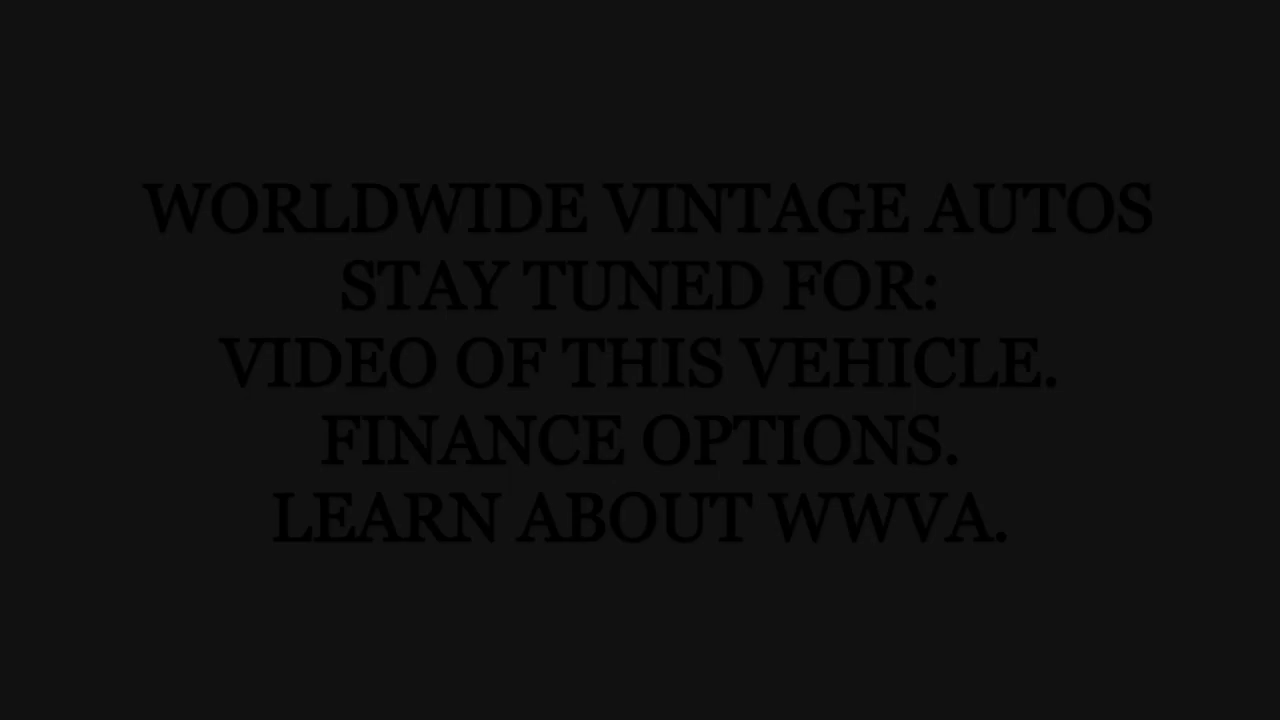 WORLDWIDE VINTAGE AUTOS
STAY TUNED FOR:
VIDEO OF THIS VEHICLE.
FINANCE OPTIONS.
LEARN ABOUT WWVA.